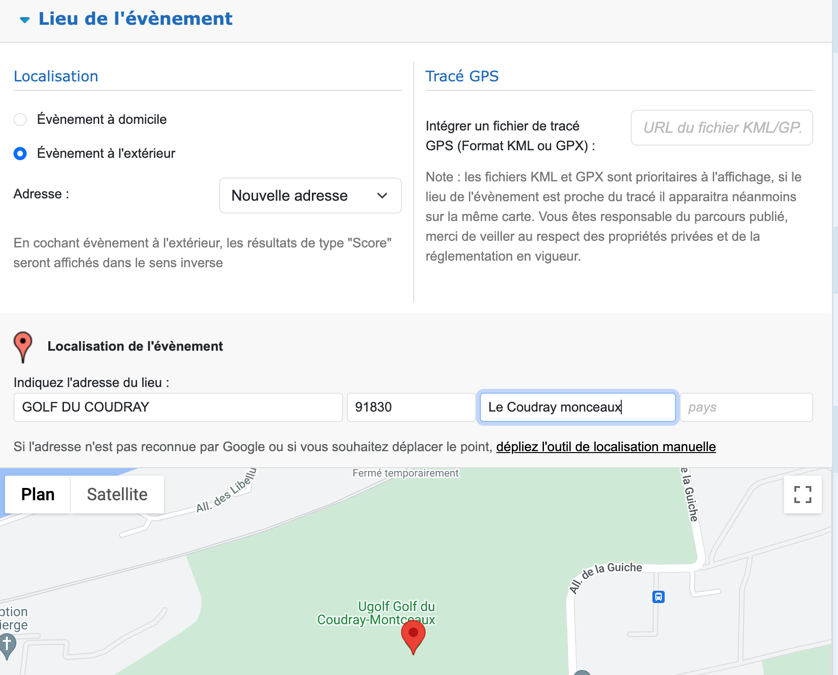 Lieu de l'évènement
Localisation
Évènement à domicile
Évènement à l'extérieur
Adresse :
Nouvelle adresse
En cochant évènement à l'extérieur, les résultats de type "Score"
seront affichés dans le sens inverse
Tracé GPS
Intégrer un fichier de tracé
GPS (Format KML ou GPX) :
URL du fichier KML/GP.
Note : les fichiers KML et GPX sont prioritaires à l'affichage, si le
lieu de l'évènement est proche du tracé il apparaitra néanmoins
sur la même carte. Vous êtes responsable du parcours publié,
merci de veiller au respect des propriétés privées et de la
réglementation en vigueur.
Localisation de l'évènement
Indiquez l'adresse du lieu :
GOLF DU COUDRAY
91830
Le Coudray monceaux
pays
Si l'adresse n'est pas reconnue par Google ou si vous souhaitez déplacer le point, dépliez l'outil de localisation manuelle
Plan
Satellite
Fermé temporairement
All. des Libellu
e la Guiche
All. de la Guiche
Ugolf Golf du
Coudray-Montceaux
ption
ierge